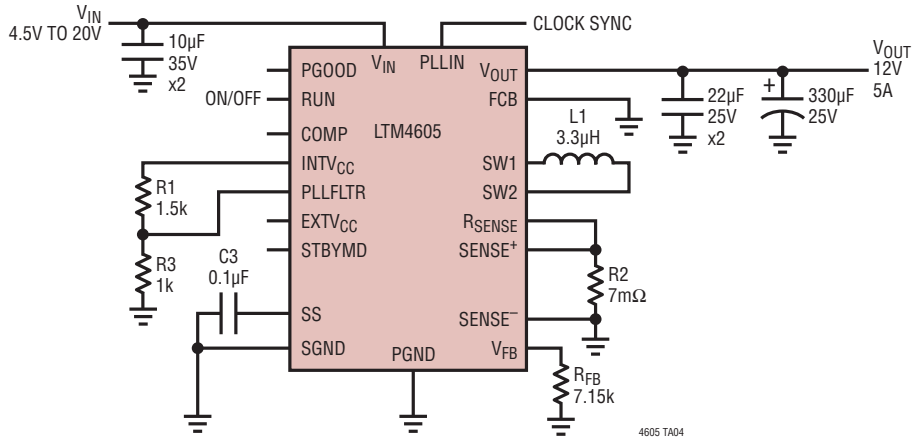 VIN
4.5V TO 20V
10µF
35V
x2
CLOCK SYNC
VIN
PLLIN
PGOOD
ON/OFF
RUN
COMP
LTM4605
INTVCC
PLLFLTR
EXTVCC
STBYMD
SS
SGND
PGND
VOUT
FCB
SW1
SW2
RSENSE
SENSE+
SENSE–
VFB
R1
1.5k
R3
1k
C3
0.1µF
L1
3.3µH
22µF
25V
x2
+
330µF
25V
VOUT
12V
5A
R2
7mΩ
RFB
7.15k
4605 TA04